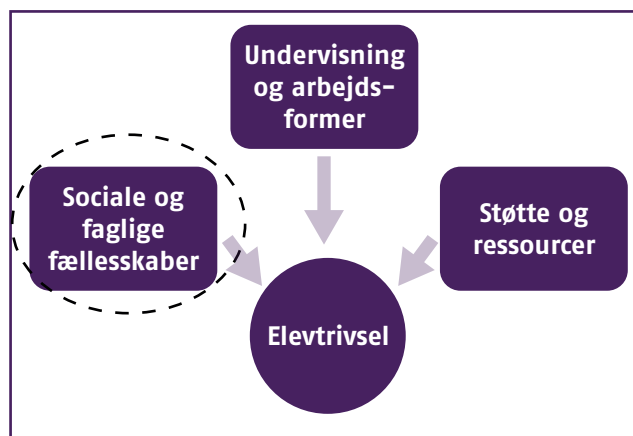 Undervisning
og arbejds-
former
Sociale og
faglige
fællesskaber
Støtte og
ressourcer
Elevtrivsel